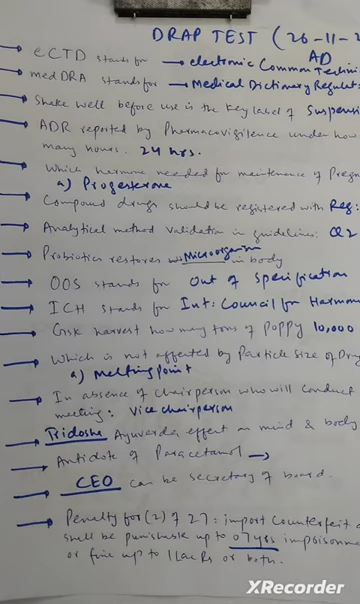 DRAP TEST (26-11-2
AD
eCTD stands for → electronic Common Techni
medDRA stands for → Medical Dictionary Regulat:
Shake well before use is the key label of Suspensi
ADR reported by Pharmacovigilence under how
many hours. 24 hrs.
Which hormone needed for maintenance of Pregn
a) Progesterone
Compound drugs should be registered with Reg:
Analytical method validation in guidelines: Q2
Probiotics restores Microorganism in body
OOS stands for Out of Specification
ICH stands for Int: Council for Harmon
harvest how many tons of Poppy 10,000
Which is not affected by Particle size of Drug
a) Melting point
In absence of chairperson who will conduct
meeting: Vice chairperson
Tridosha Ayurveda effect on mind & body
Antidote of Paracetamol →
CEO can be secretary of board.
Penalty for (2) of 27: import Counterfeit
shall be punishable up to 07yrs impoisonme
or fine up to 1 Lac Rs or both.
XRecorder